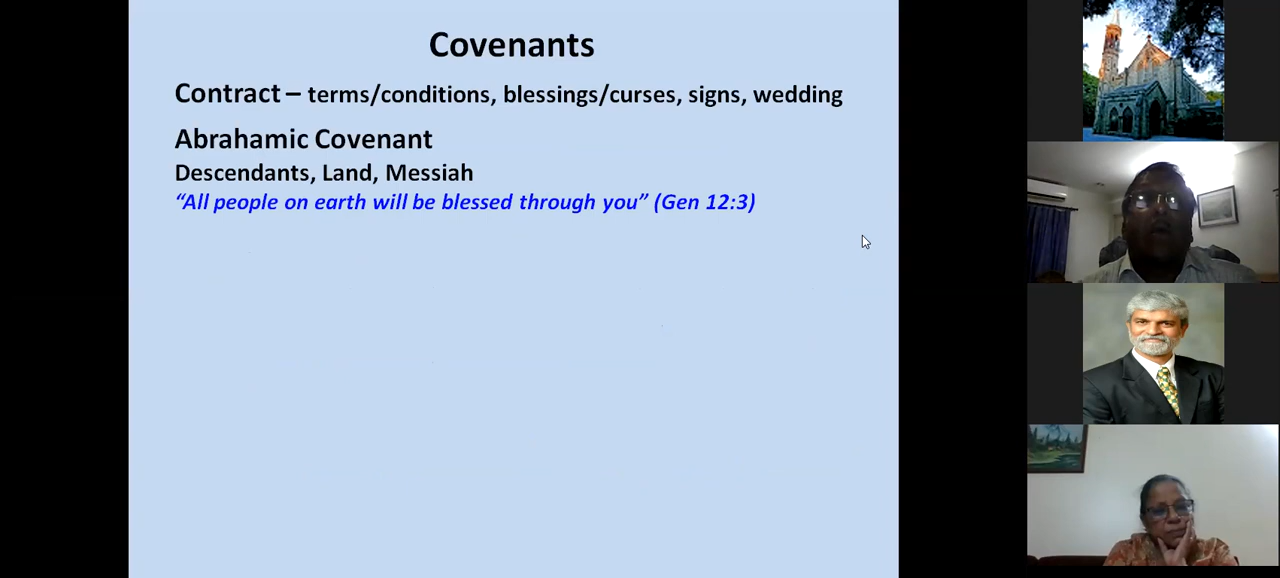 Covenants
Contract – terms/conditions, blessings/curses, signs, wedding
Abrahamic Covenant
Descendants, Land, Messiah
“All people on earth will be blessed through you” (Gen 12:3)